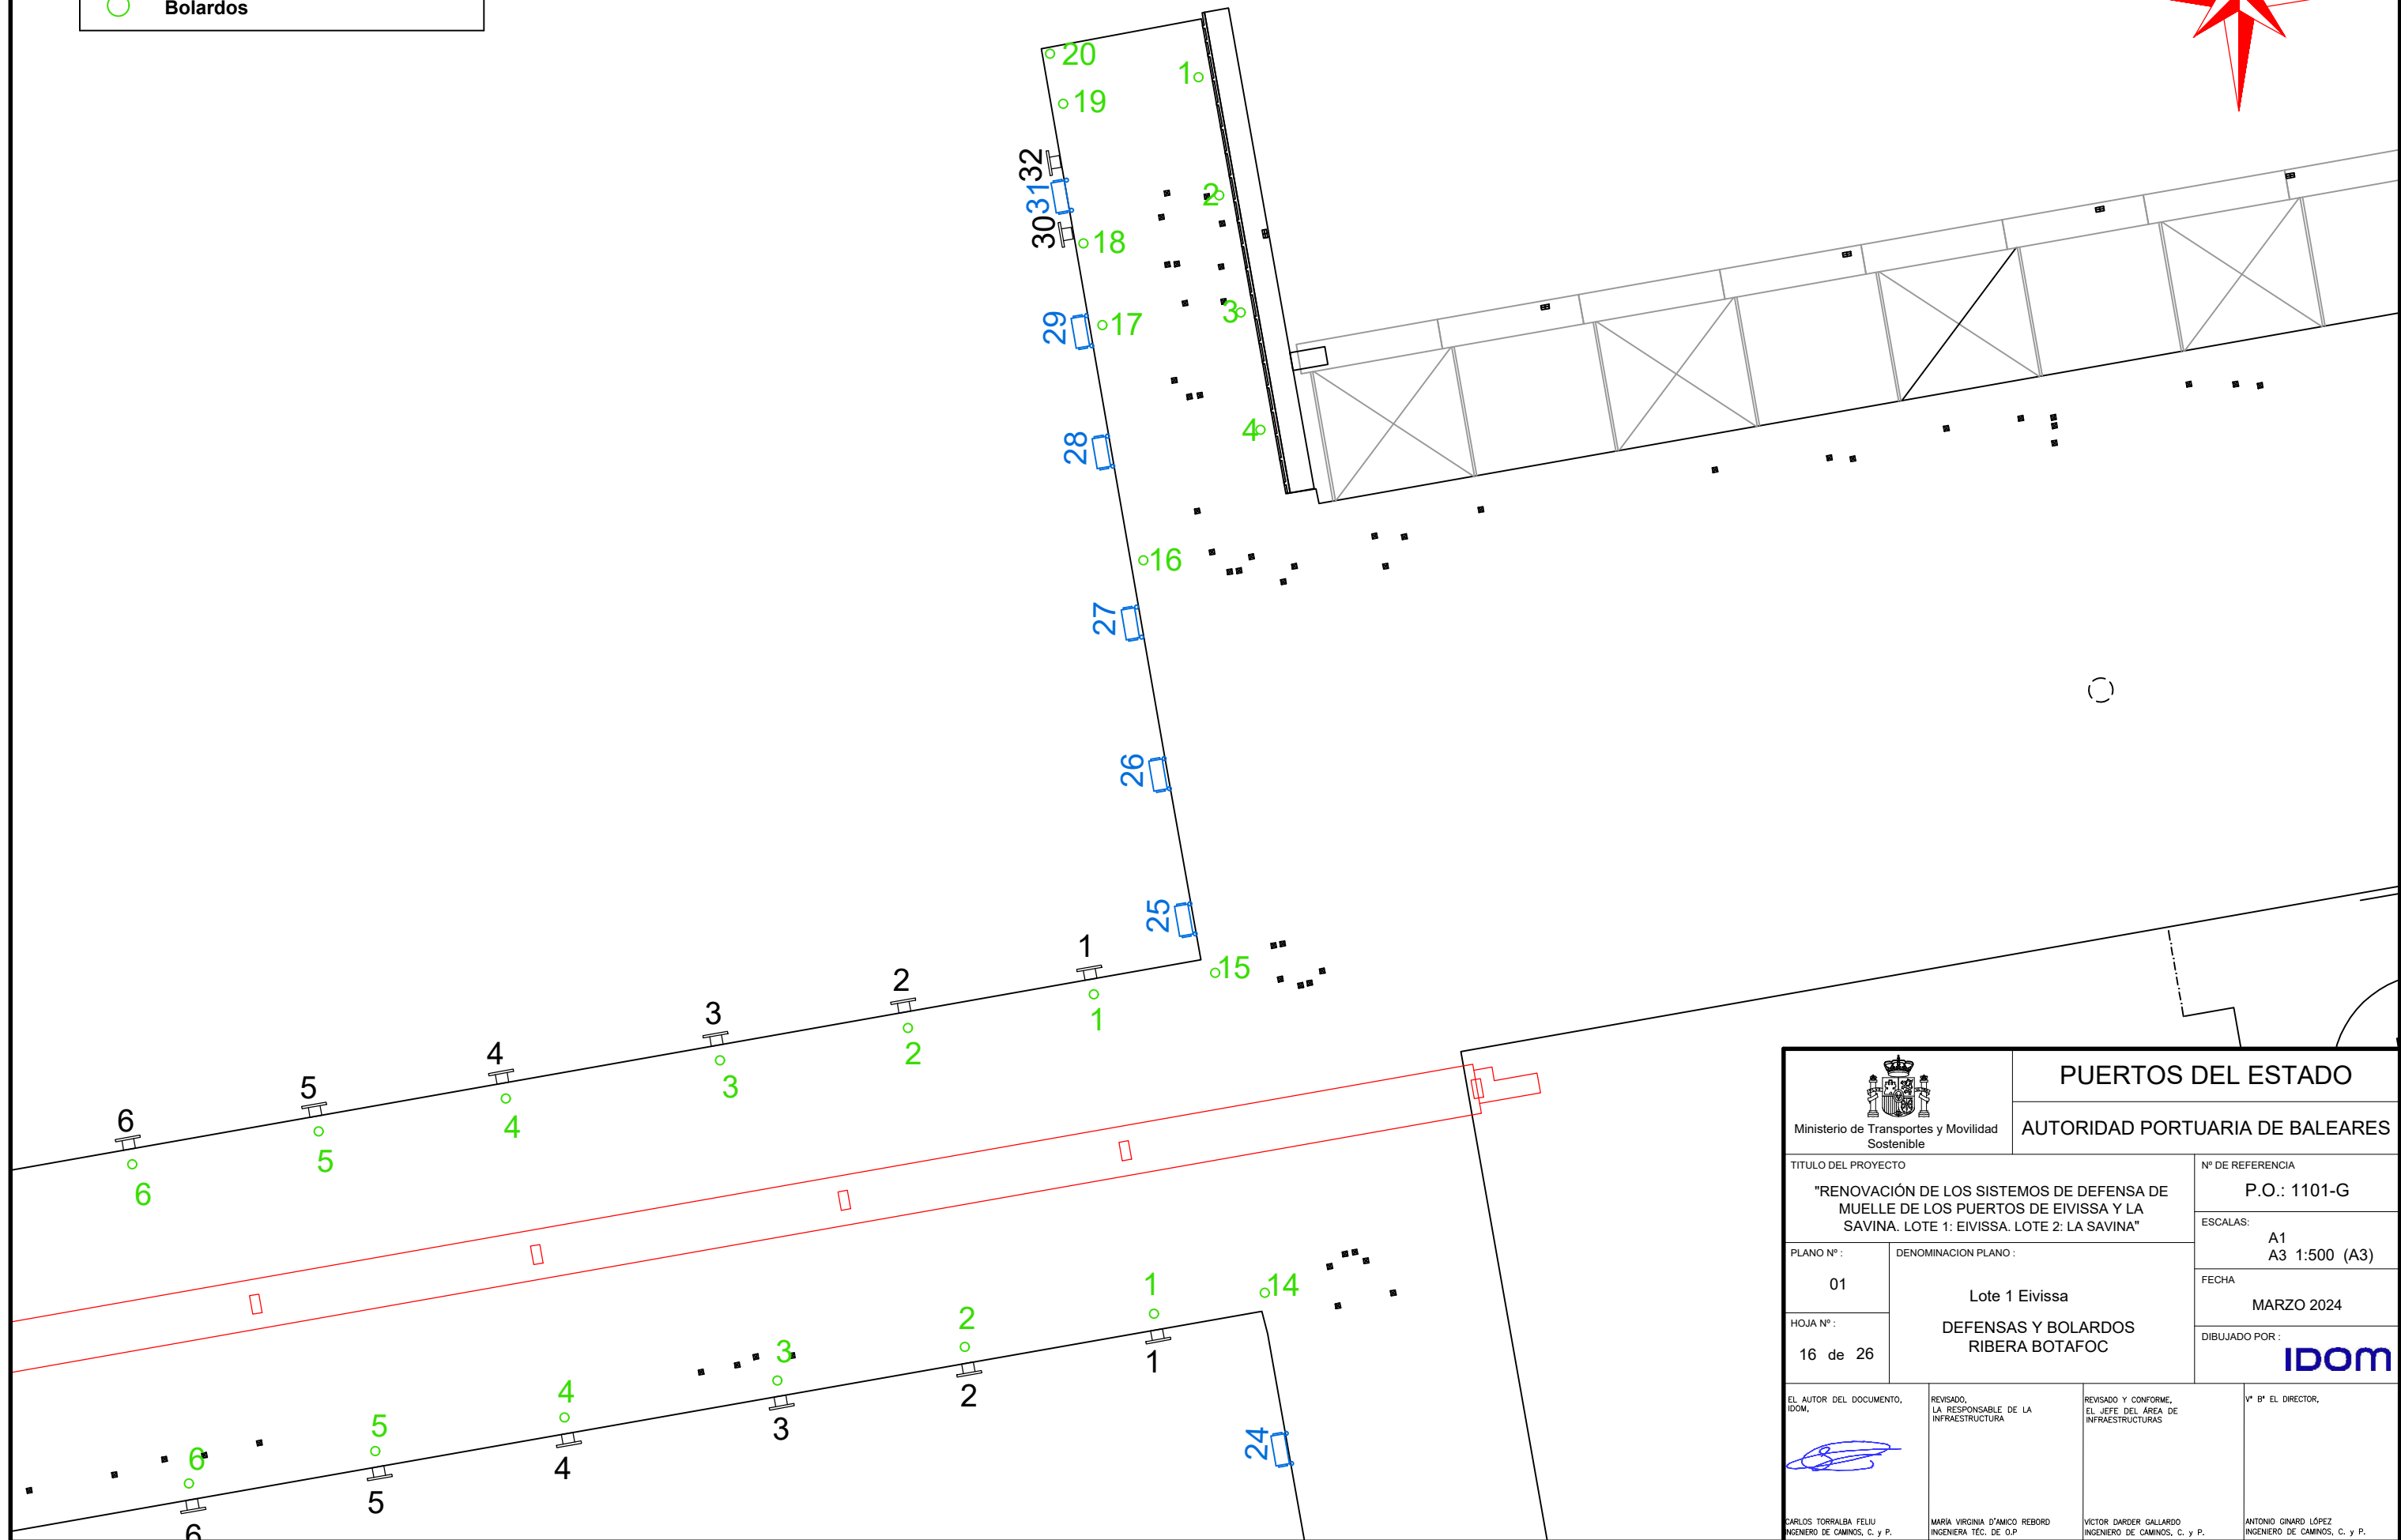 Bolardos
20
1
19
32
31
2
30
18
29
17
3
28
4
16
27
26
25
15
1
1
2
2
3
3
4
4
5
5
6
6
14
1
1
2
2
3
3
4
4
5
5
6
6
24
Ministerio de Transportes y Movilidad
Sostenible
PUERTOS DEL ESTADO
AUTORIDAD PORTUARIA DE BALEARES
TITULO DEL PROYECTO
"RENOVACIÓN DE LOS SISTEMOS DE DEFENSA DE
MUELLE DE LOS PUERTOS DE EIVISSA Y LA
SAVINA. LOTE 1: EIVISSA. LOTE 2: LA SAVINA"
Nº DE REFERENCIA
P.O.: 1101-G
ESCALAS:
A1
A3 1:500 (A3)
PLANO Nº :
01
DENOMINACION PLANO :
Lote 1 Eivissa
DEFENSAS Y BOLARDOS
RIBERA BOTAFOC
FECHA
MARZO 2024
HOJA Nº :
16 de 26
DIBUJADO POR :
IDOM
EL AUTOR DEL DOCUMENTO,
IDOM,
CARLOS TORRALBA FELIU
INGENIERO DE CAMINOS, C. y P.
REVISADO,
LA RESPONSABLE DE LA
INFRAESTRUCTURA
MARÍA VIRGINIA D'AMICO REBORD
INGENIERA TÉC. DE O.P
REVISADO Y CONFORME,
EL JEFE DEL ÁREA DE
INFRAESTRUCTURAS
VÍCTOR DARDER GALLARDO
INGENIERO DE CAMINOS, C. y P.
Vº Bº EL DIRECTOR,
ANTONIO GINARD LÓPEZ
INGENIERO DE CAMINOS, C. y P.